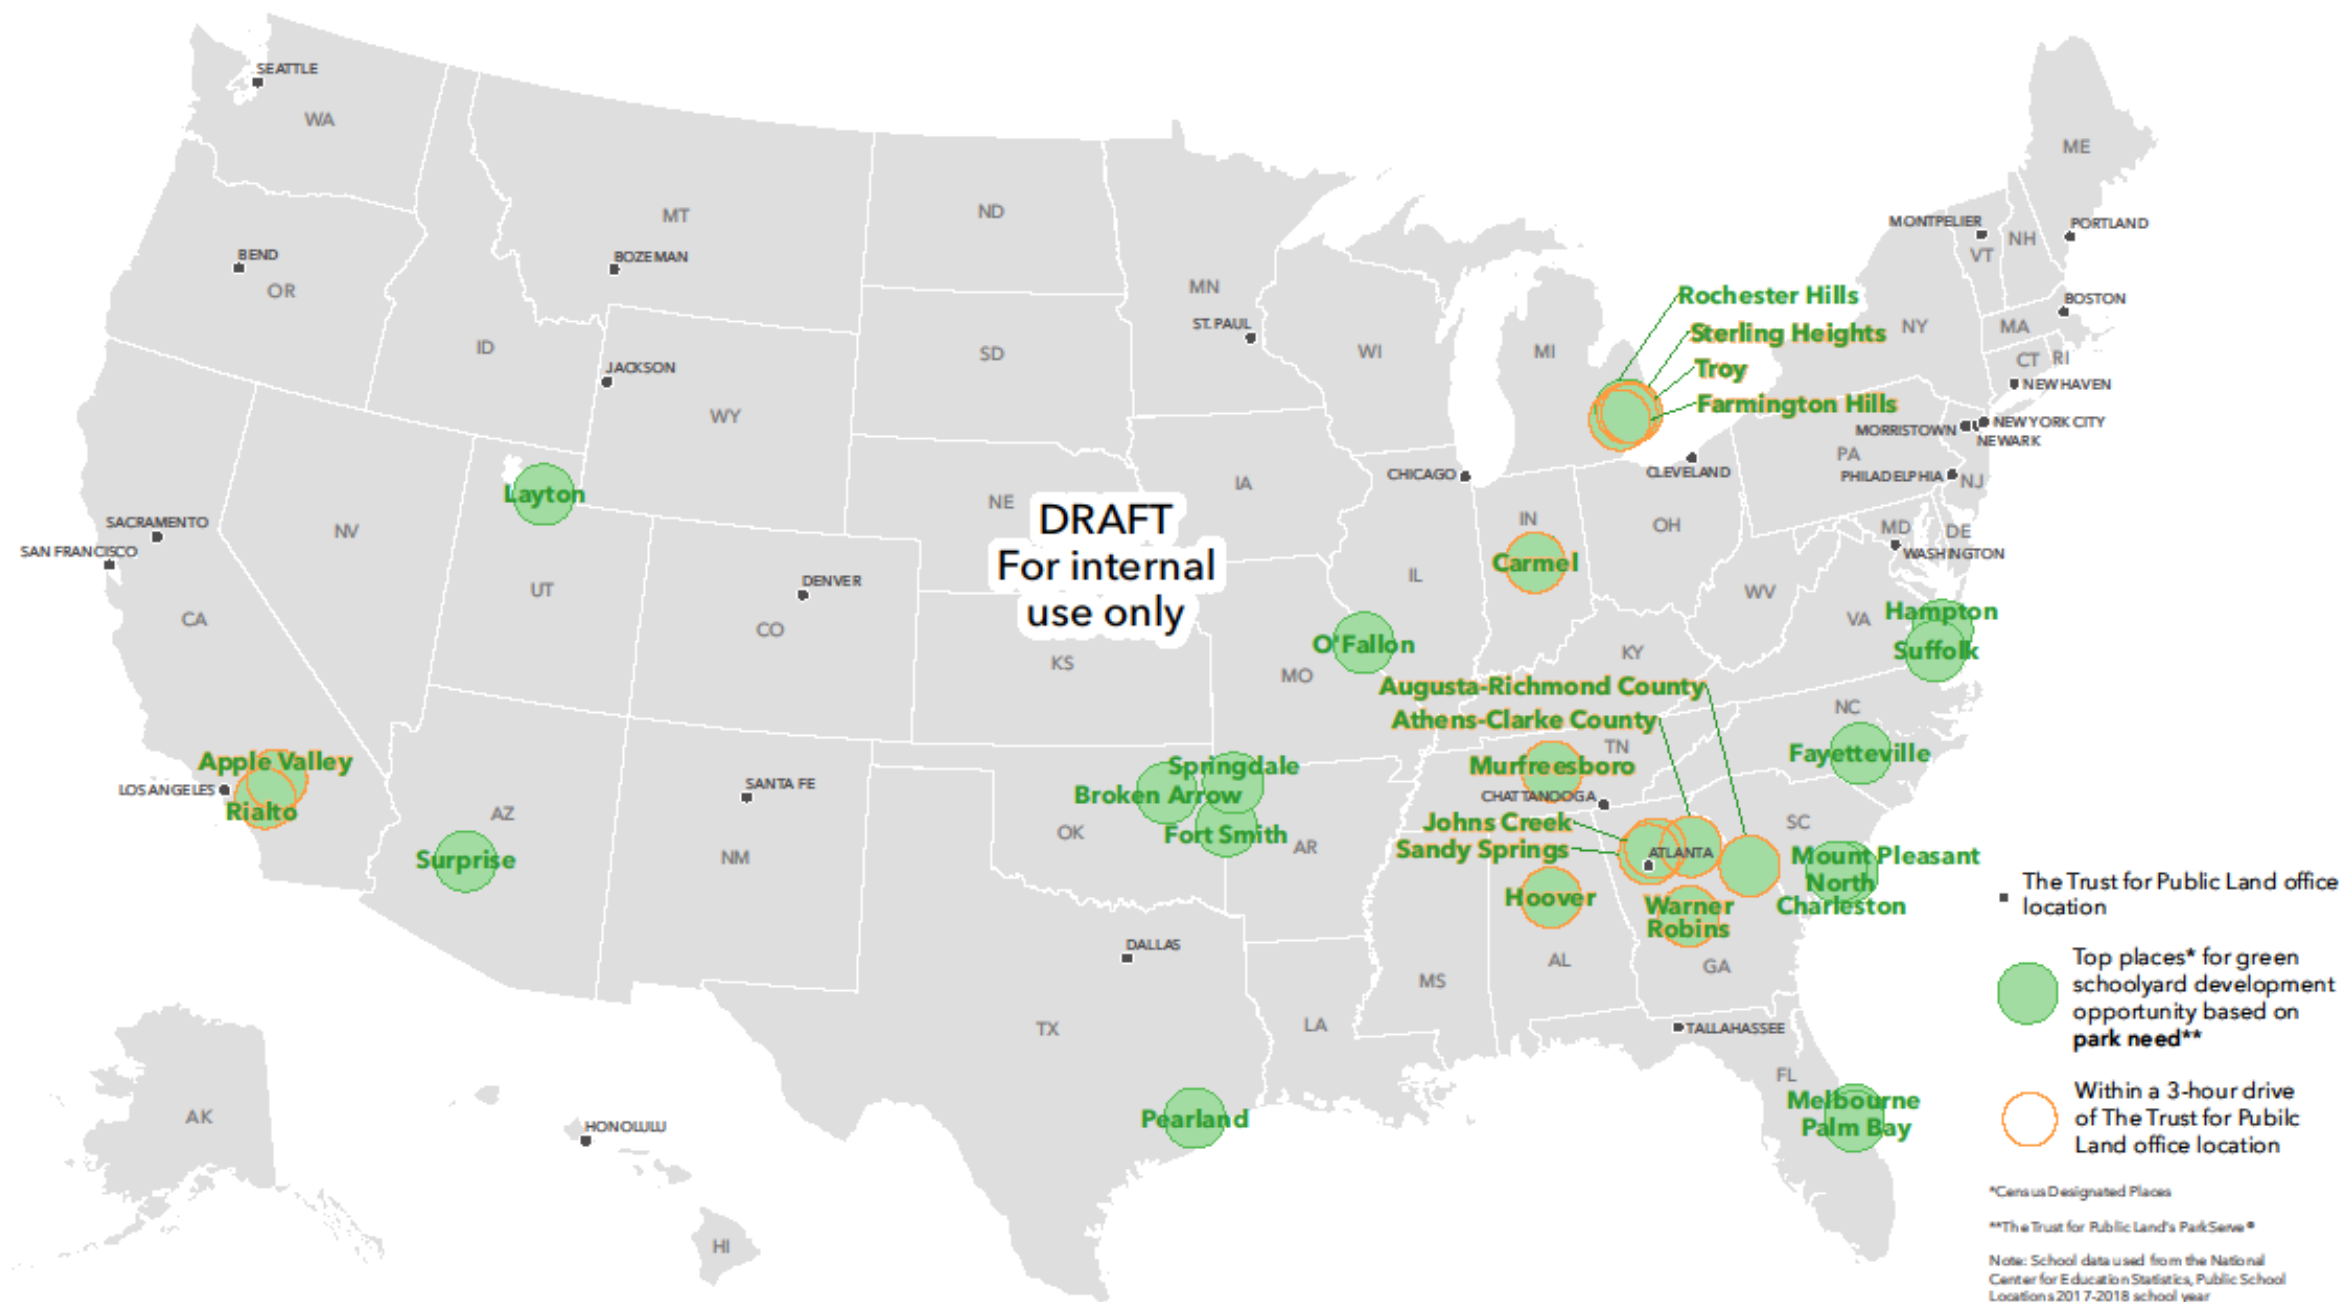 SEATTLE
WA
ME
MT
ND
MONTPELIER
PORTLAND
NH
VT
BEND
BOZEMAN
OR
MN
Rochester Hills
BOSTON
ST. PAUL
NY
MA
Sterling Heights
ID
SD
WI
MI
CT
RI
JACKSON
Troy
NEW HAVEN
WY
Farmington Hills
NEW YORK CITY
MORRISTOWN
NEWARK
PA
CHICAGO
CLEVELAND
PHILADELPHIA
NJ
Layton
NE
IA
DRAFT
For internal
use only
SACRAMENTO
NV
IN
OH
MD
DE
SAN FRANCISCO
WASHINGTON
Carmel
UT
DENVER
IL
WV
CA
CO
VA
Hampton
O'Fallon
KY
Suffolk
KS
MO
Augusta-Richmond County
NC
Athens-Clarke County
TN
Apple Valley
Springdale
Murfreesboro
Fayetteville
LOS ANGELES
SANTA FE
Broken Arrow
CHATTANOOGA
Rialto
AZ
OK
Fort Smith
AR
Johns Creek
SC
Sandy Springs
ATLANTA
Surprise
NM
Mount Pleasant
North
Charleston
Hoover
Warner
Robins
DALLAS
MS
AL
GA
TX
LA
TALLAHASSEE
FL
Melbourne
Palm Bay
Pearland
AK
HONOLULU
HI
The Trust for Public Land office
location
Top places* for green
schoolyard development
opportunity based on
park need**
Within a 3-hour drive
of The Trust for Pubilc
Land office location
*Census Designated Places
**The Trust for Public Land's ParkServe®
Note: School data used from the National
Center for Education Statistics, Public School
Locations 2017-2018 school year